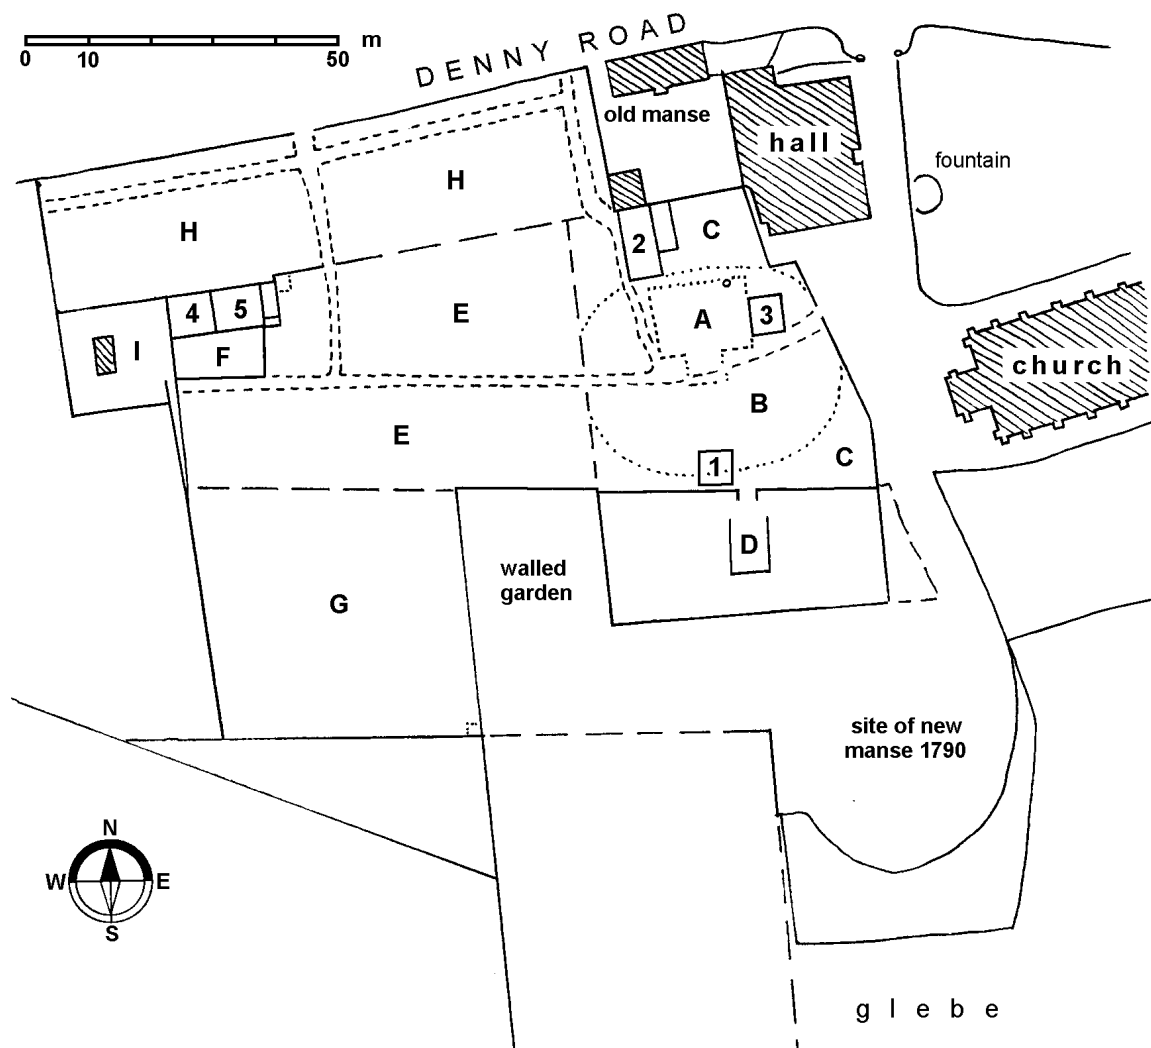 DENNY ROAD
m
0 10 50
old manse
hall
fountain
H
H
2
C
4
5
E
A
3
I
F
church
B
E
C
1
D
walled
garden
G
site of new
manse 1790
N
W E
S
glebe